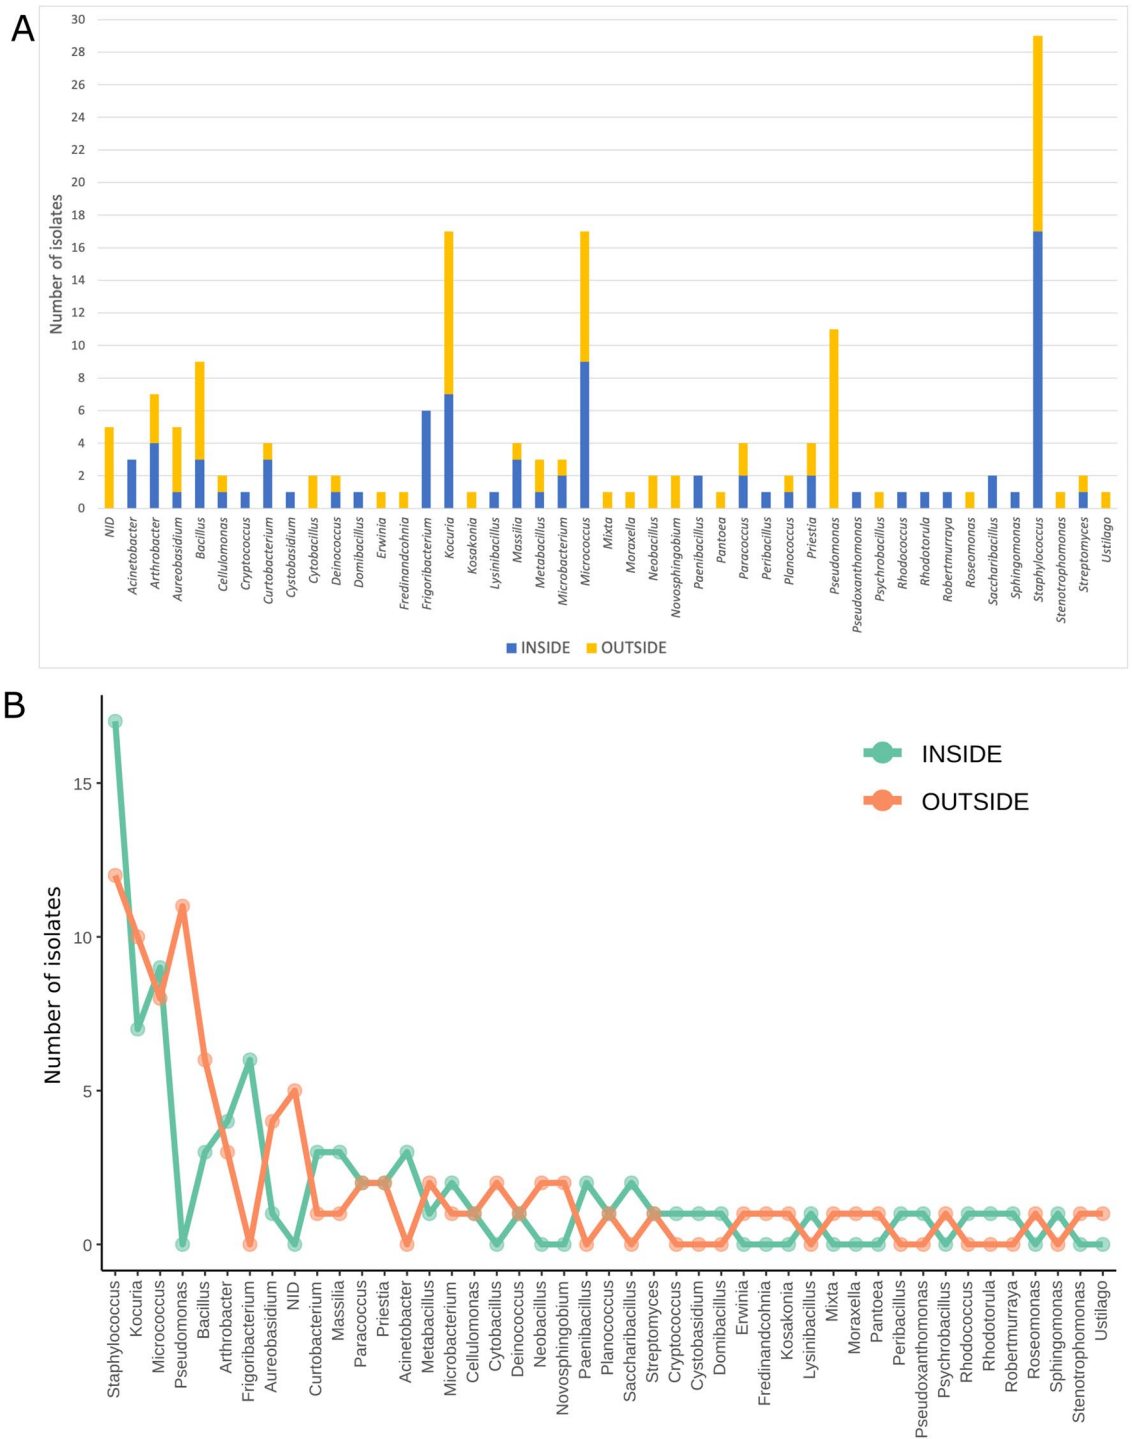 A
30
28
26
24
22
20
18
16
14
12
10
8
6
4
2
0
Number of isolates
NID
Acinetobacter
Arthrobacter
Aureobasidium
Bacillus
Cellulomonas
Cryptococcus
Curtobacterium
Cystobasidium
Cytobacillus
Deinococcus
Domibacillus
Erwinia
Fredinandcohnia
Frigoribacterium
Kocuria
Kosakonia
Lysinibacillus
Massilia
Metabacillus
Microbacterium
Micrococcus
Mixta
Moraxella
Neobacillus
Novosphingobium
Paenibacillus
Pantoea
Paracoccus
Peribacillus
Planococcus
Priestia
Pseudomonas
Pseudoxanthomonas
Psychrobacillus
Rhodococcus
Rhodotorula
Robertmurraya
Roseomonas
Saccharibacillus
Sphingomonas
Staphylococcus
Stenotrophomonas
Streptomyces
Ustilago
INSIDE OUTSIDE
B
INSIDE
OUTSIDE
15
10
5
0
Number of isolates
Staphylococcus
Kocuria
Micrococcus
Pseudomonas
Bacillus
Arthrobacter
Frigoribacterium
Aureobasidium
NID
Curtobacterium
Massilia
Paracoccus
Priestia
Acinetobacter
Metabacillus
Microbacterium
Cellulomonas
Cytobacillus
Deinococcus
Neobacillus
Novosphingobium
Paenibacillus
Planococcus
Saccharibacillus
Streptomyces
Cryptococcus
Cystobasidium
Domibacillus
Erwinia
Fredinandcohnia
Kosakonia
Lysinibacillus
Mixta
Moraxella
Pantoea
Peribacillus
Pseudoxanthomonas
Psychrobacillus
Rhodococcus
Rhodotorula
Robertmurraya
Roseomonas
Sphingomonas
Stenotrophomonas
Ustilago